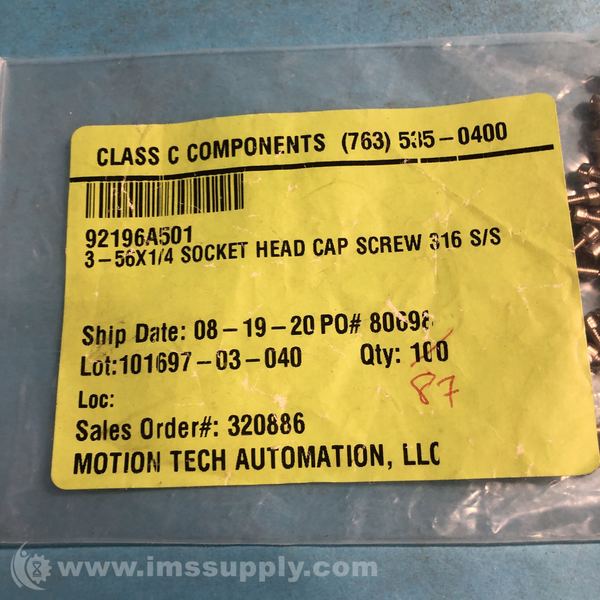 CLASS C COMPONENTS (763) 535-0400
92196A501
3-56X1/4 SOCKET HEAD CAP SCREW 316 S/S
Ship Date: 08-19-20 PO# 80698
Lot:101697-03-040 Qty: 100
87
Loc:
Sales Order#: 320886
MOTION TECH AUTOMATION, LLC
www.imssupply.com